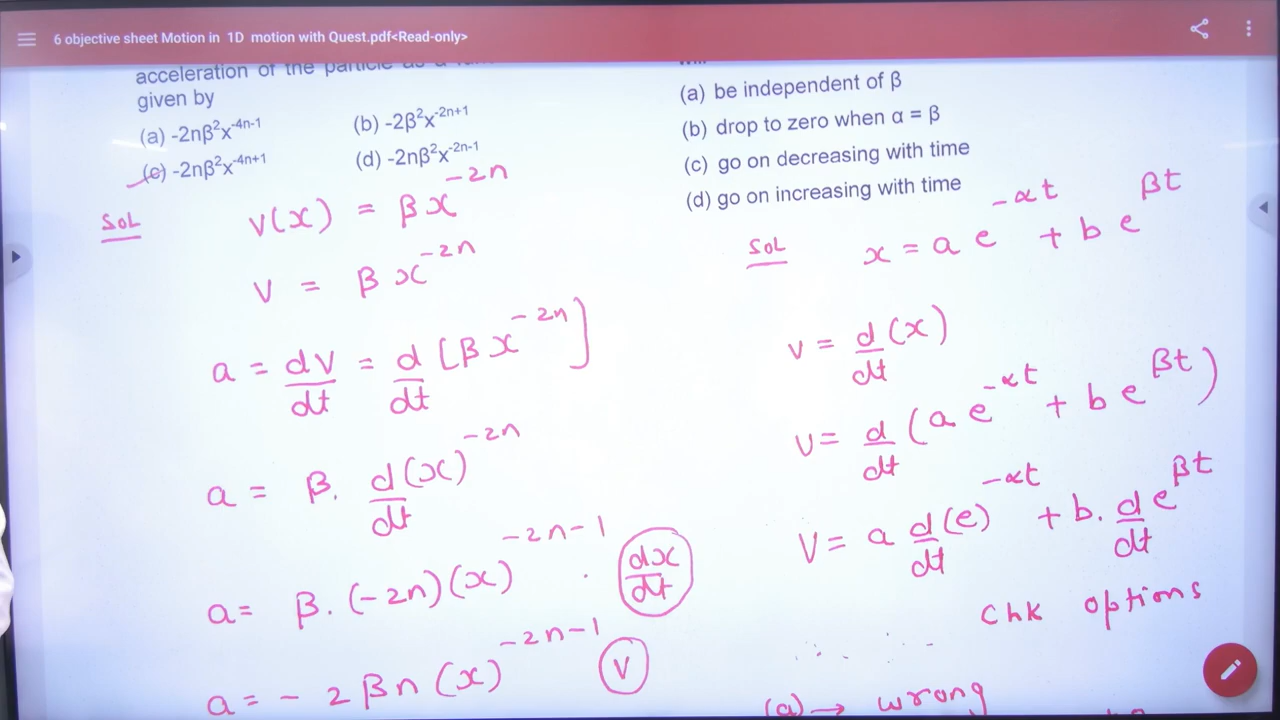 6 objective sheet Motion in 1D motion with Quest.pdf<Read-only>
acceleration of the particle as a
given by
(a) -2nβ²x⁻⁴ⁿ⁻¹ (b) -2β²x⁻²ⁿ⁺¹
(c) -2nβ²x⁻⁴ⁿ⁺¹ (d) -2nβ²x⁻²ⁿ⁻¹
SOL
V(x) = βx⁻²ⁿ
V = βx⁻²ⁿ
a = dV/dt = d/dt [βx⁻²ⁿ]
a = β. d/dt (x)⁻²ⁿ
a = β. (-2n)(x)⁻²ⁿ⁻¹ . dx/dt
a = - 2βn (x)⁻²ⁿ⁻¹ V
(a) be independent of β
(b) drop to zero when α = β
(c) go on decreasing with time
(d) go on increasing with time
SOL
x = a e^-αt + b e^βt
v = d/dt (x)
v = d/dt (a e^-αt + b e^βt)
V = a d/dt (e)^-αt + b. d/dt e^βt
Chk options
(a) → wrong